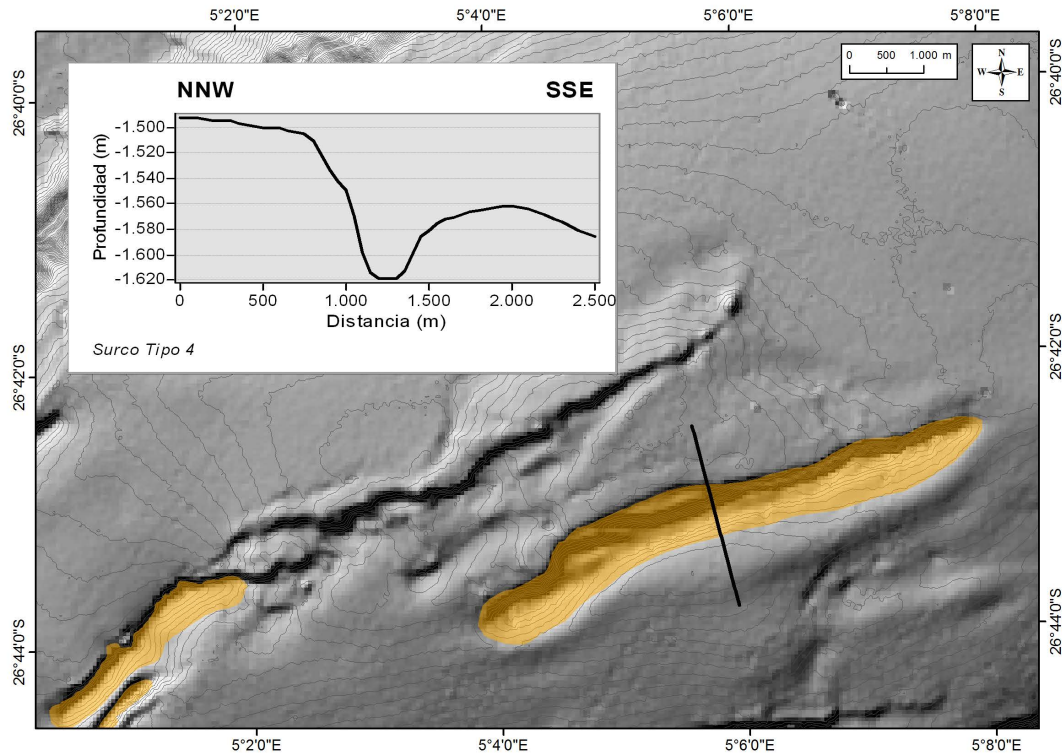 5°2'0"E 5°4'0"E 5°6'0"E 5°8'0"E
0 500 1.000 m
N
W E
S
26°40'0"S
26°40'0"S
NNW SSE
Profundidad (m)
-1.500
-1.520
-1.540
-1.560
-1.580
-1.600
-1.620
0 500 1.000 1.500 2.000 2.500
Distancia (m)
Surco Tipo 4
26°42'0"S
26°42'0"S
26°44'0"S
26°44'0"S
5°2'0"E 5°4'0"E 5°6'0"E 5°8'0"E